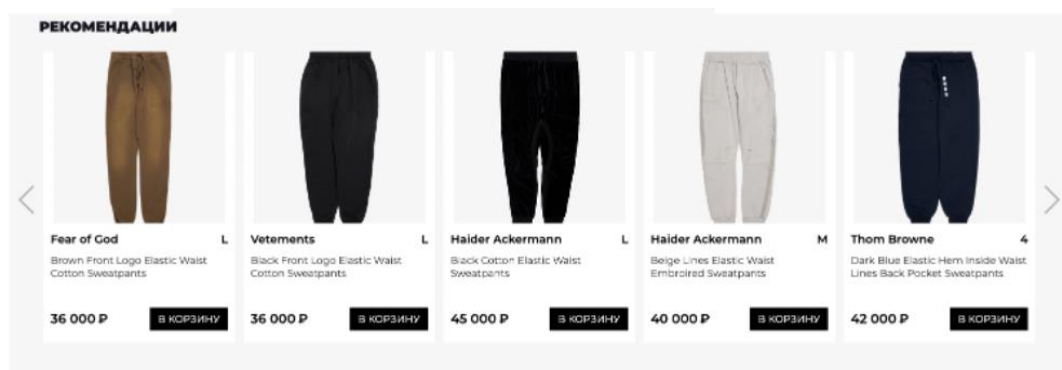 РЕКОМЕНДАЦИИ
Fear of God L
Brown Front Logo Elastic Waist
Cotton Sweatpants
36 000 ₽ В КОРЗИНУ
Vetements L
Black Front Logo Elastic Waist
Cotton Sweatpants
36 000 ₽ В КОРЗИНУ
Haider Ackermann L
Black Cotton Elastic Waist
Sweatpants
45 000 ₽ В КОРЗИНУ
Haider Ackermann M
Beige Lines Elastic Waist
Embroired Sweatpants
40 000 ₽ В КОРЗИНУ
Thom Browne 4
Dark Blue Elastic Hem Inside Waist
Lines Back Pocket Sweatpants
42 000 ₽ В КОРЗИНУ